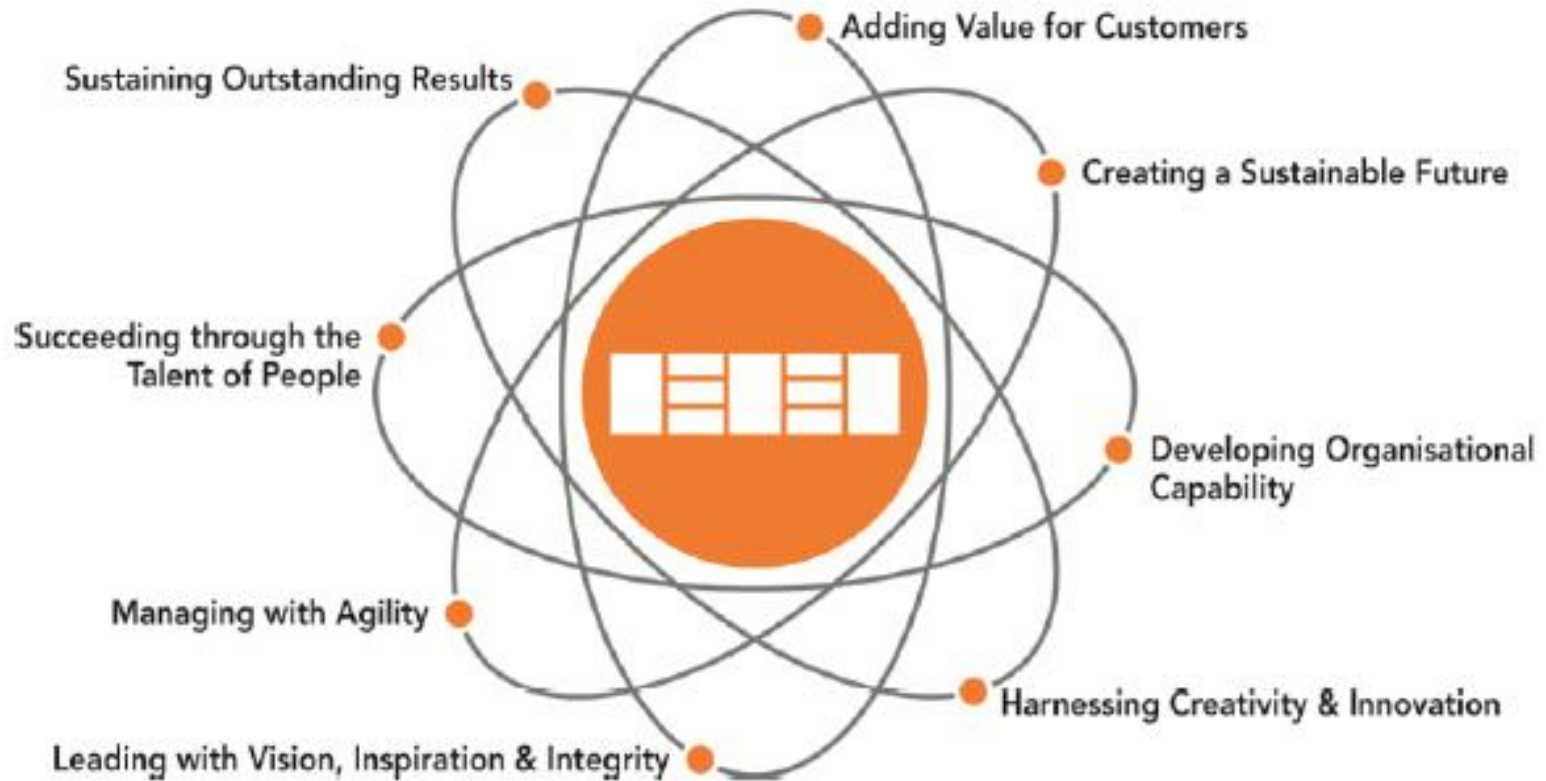 Adding Value for Customers
Sustaining Outstanding Results
Creating a Sustainable Future
Succeeding through the
Talent of People
Developing Organisational
Capability
Managing with Agility
Harnessing Creativity & Innovation
Leading with Vision, Inspiration & Integrity